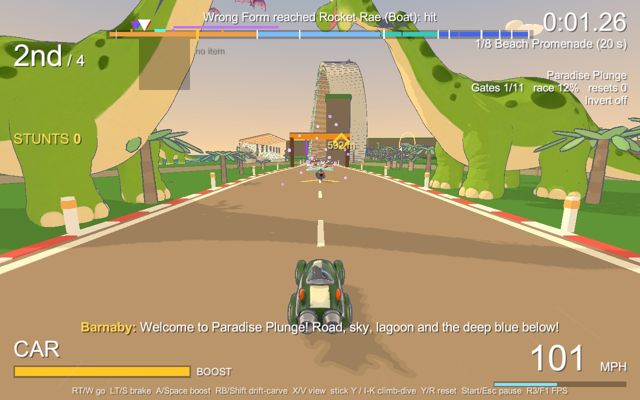 Wrong Form reached Rocket Rae (Boat): hit
0:01.26
2nd / 4
1/8 Beach Promenade (20 s)
no item
Paradise Plunge
Gates 1/11 race 12% resets 0
Invert off
STUNTS 0
592m
Barnaby: Welcome to Paradise Plunge! Road, sky, lagoon and the deep blue below!
CAR
101 MPH
BOOST
RT/W go LT/S brake A/Space boost RB/Shift drift-carve X/V view stick Y / I-K climb-dive Y/R reset Start/Esc pause R3/F1 FPS